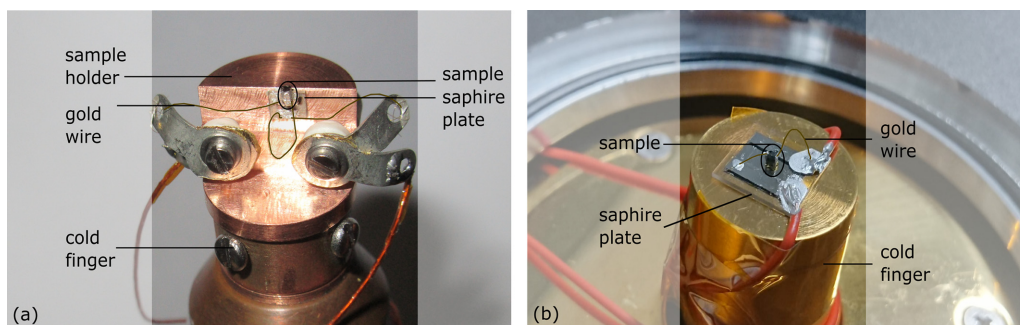 sample
holder
gold
wire
cold
finger
sample
saphire
plate
(a)
sample
saphire
plate
gold
wire
cold
finger
(b)